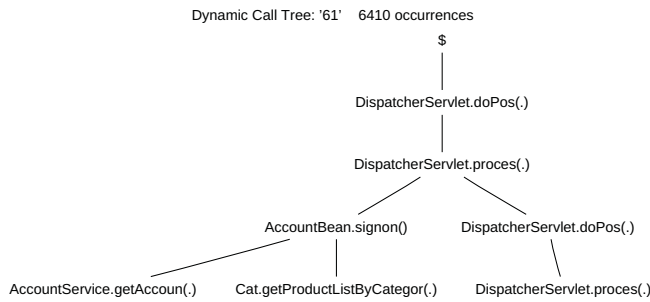 Dynamic Call Tree: '61'    6410 occurrences
$
DispatcherServlet.doPos(.)
DispatcherServlet.proces(.)
AccountBean.signon()    DispatcherServlet.doPos(.)
AccountService.getAccoun(.)    Cat.getProductListByCategor(.)    DispatcherServlet.proces(.)